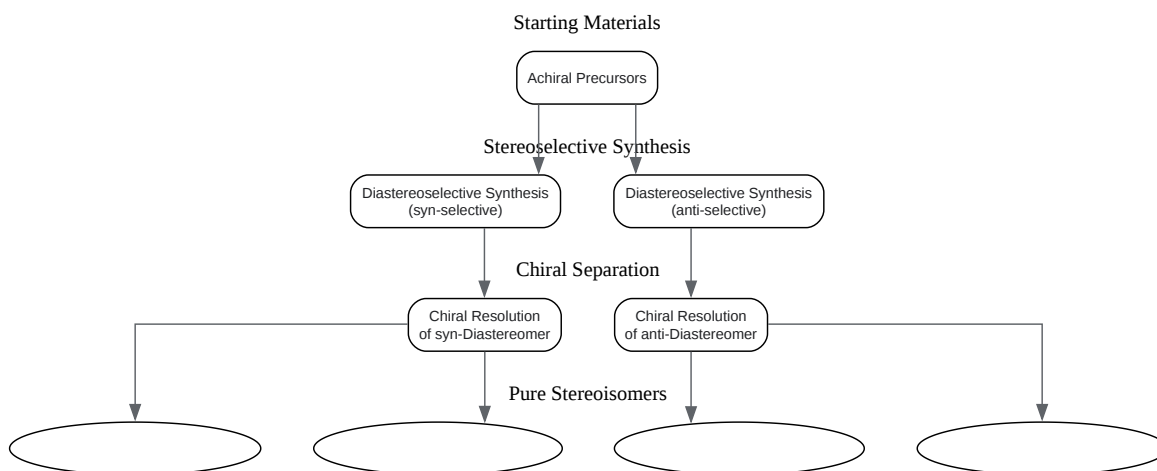 Starting Materials
Achiral Precursors
Stereoselective Synthesis
Diastereoselective Synthesis
(syn-selective)
Diastereoselective Synthesis
(anti-selective)
Chiral Separation
Chiral Resolution
of syn-Diastereomer
Chiral Resolution
of anti-Diastereomer
Pure Stereoisomers